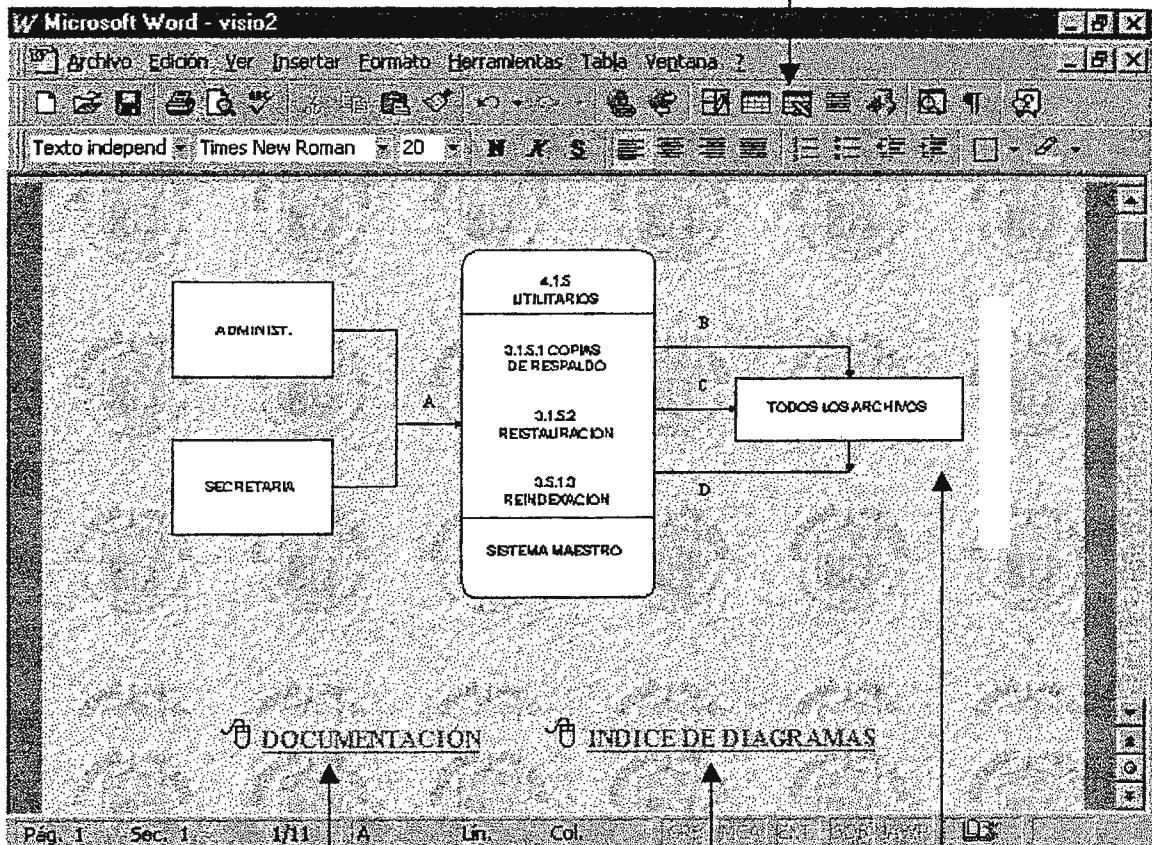 Microsoft Word - visio2
Archivo Edición Ver Insertar Formato Herramientas Tabla Ventana ?
Texto independ Times New Roman 20 N K S
4.1.5
UTILITARIOS
ADMINIST.
B
3.1.5.1 COPIAS
DE RESPALDO
C
TODOS LOS ARCHIVOS
A
3.1.5.2
REISTAURACION
SECRETARIA
3.5.1.3
REINDEXACION
D
SISTEMA MAESTRO
DOCUMENTACION INDICE DE DIAGRAMAS
Pág. 1 Sec. 1 1/11 A Lín. Col.